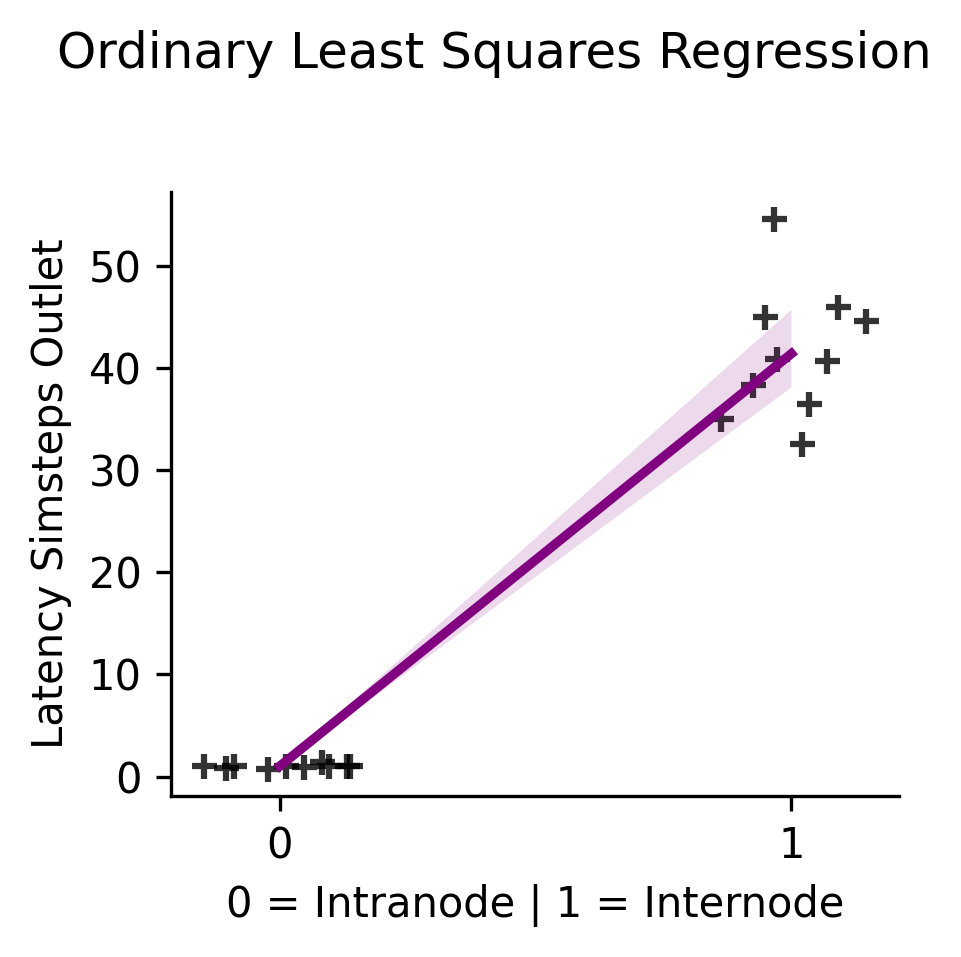 Ordinary Least Squares Regression
Latency Simsteps Outlet
50
40
30
20
10
0
0 1
0 = Intranode | 1 = Internode